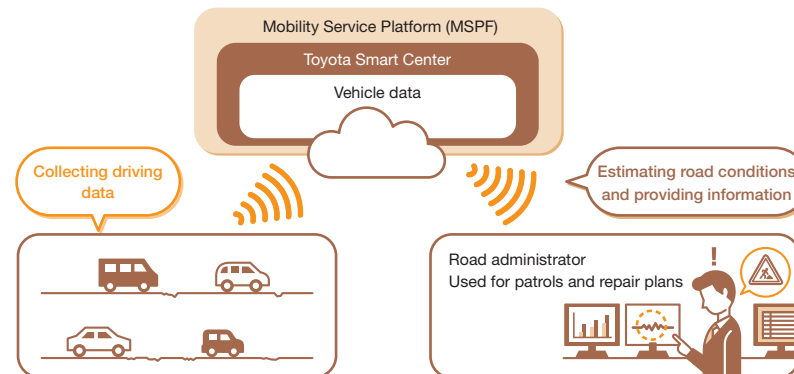 Mobility Service Platform (MSPF)
Toyota Smart Center
Vehicle data
Collecting driving
data
Estimating road conditions
and providing information
Road administrator
Used for patrols and repair plans
!